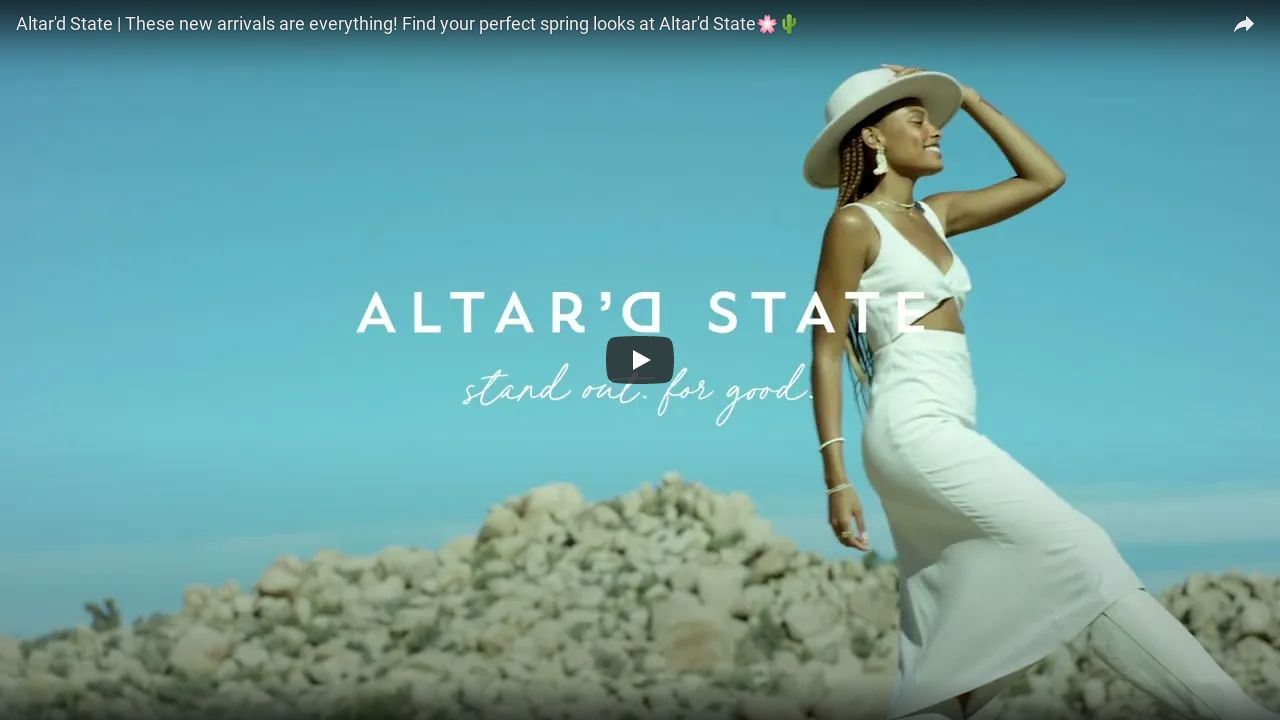 Altar'd State | These new arrivals are everything! Find your perfect spring looks at Altar'd State🌸🌵
ALTAR'D STATE
stand out. for good.